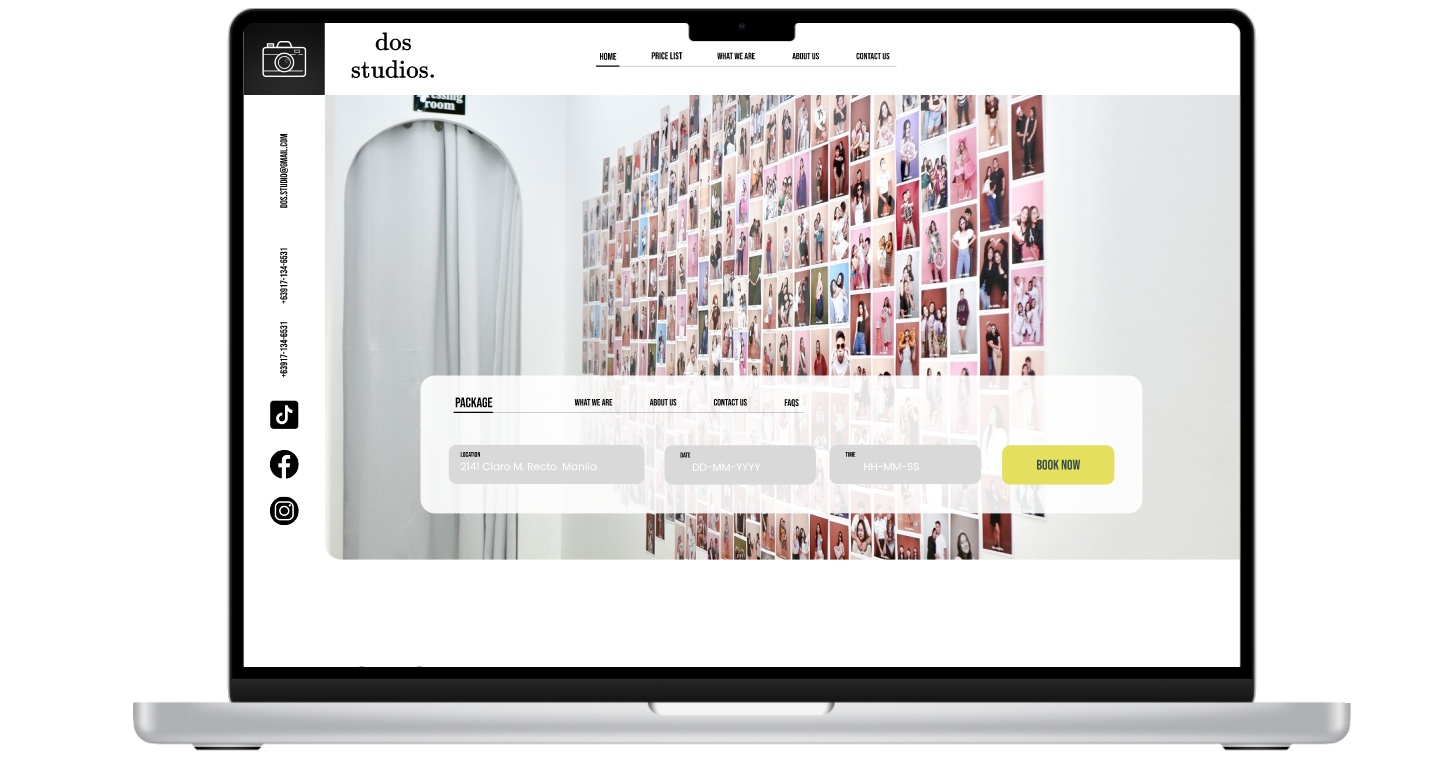 dos
studios.
HOME PRICE LIST WHAT WE ARE ABOUT US CONTACT US
room
DOS.STUDIO@GMAIL.COM
+63917-134-6531
+63917-134-6531
PACKAGE WHAT WE ARE ABOUT US CONTACT US FAQS
LOCATION
2141 Claro M. Recto Manila
DATE
DD-MM-YYYY
TIME
HH-MM-SS
BOOK NOW